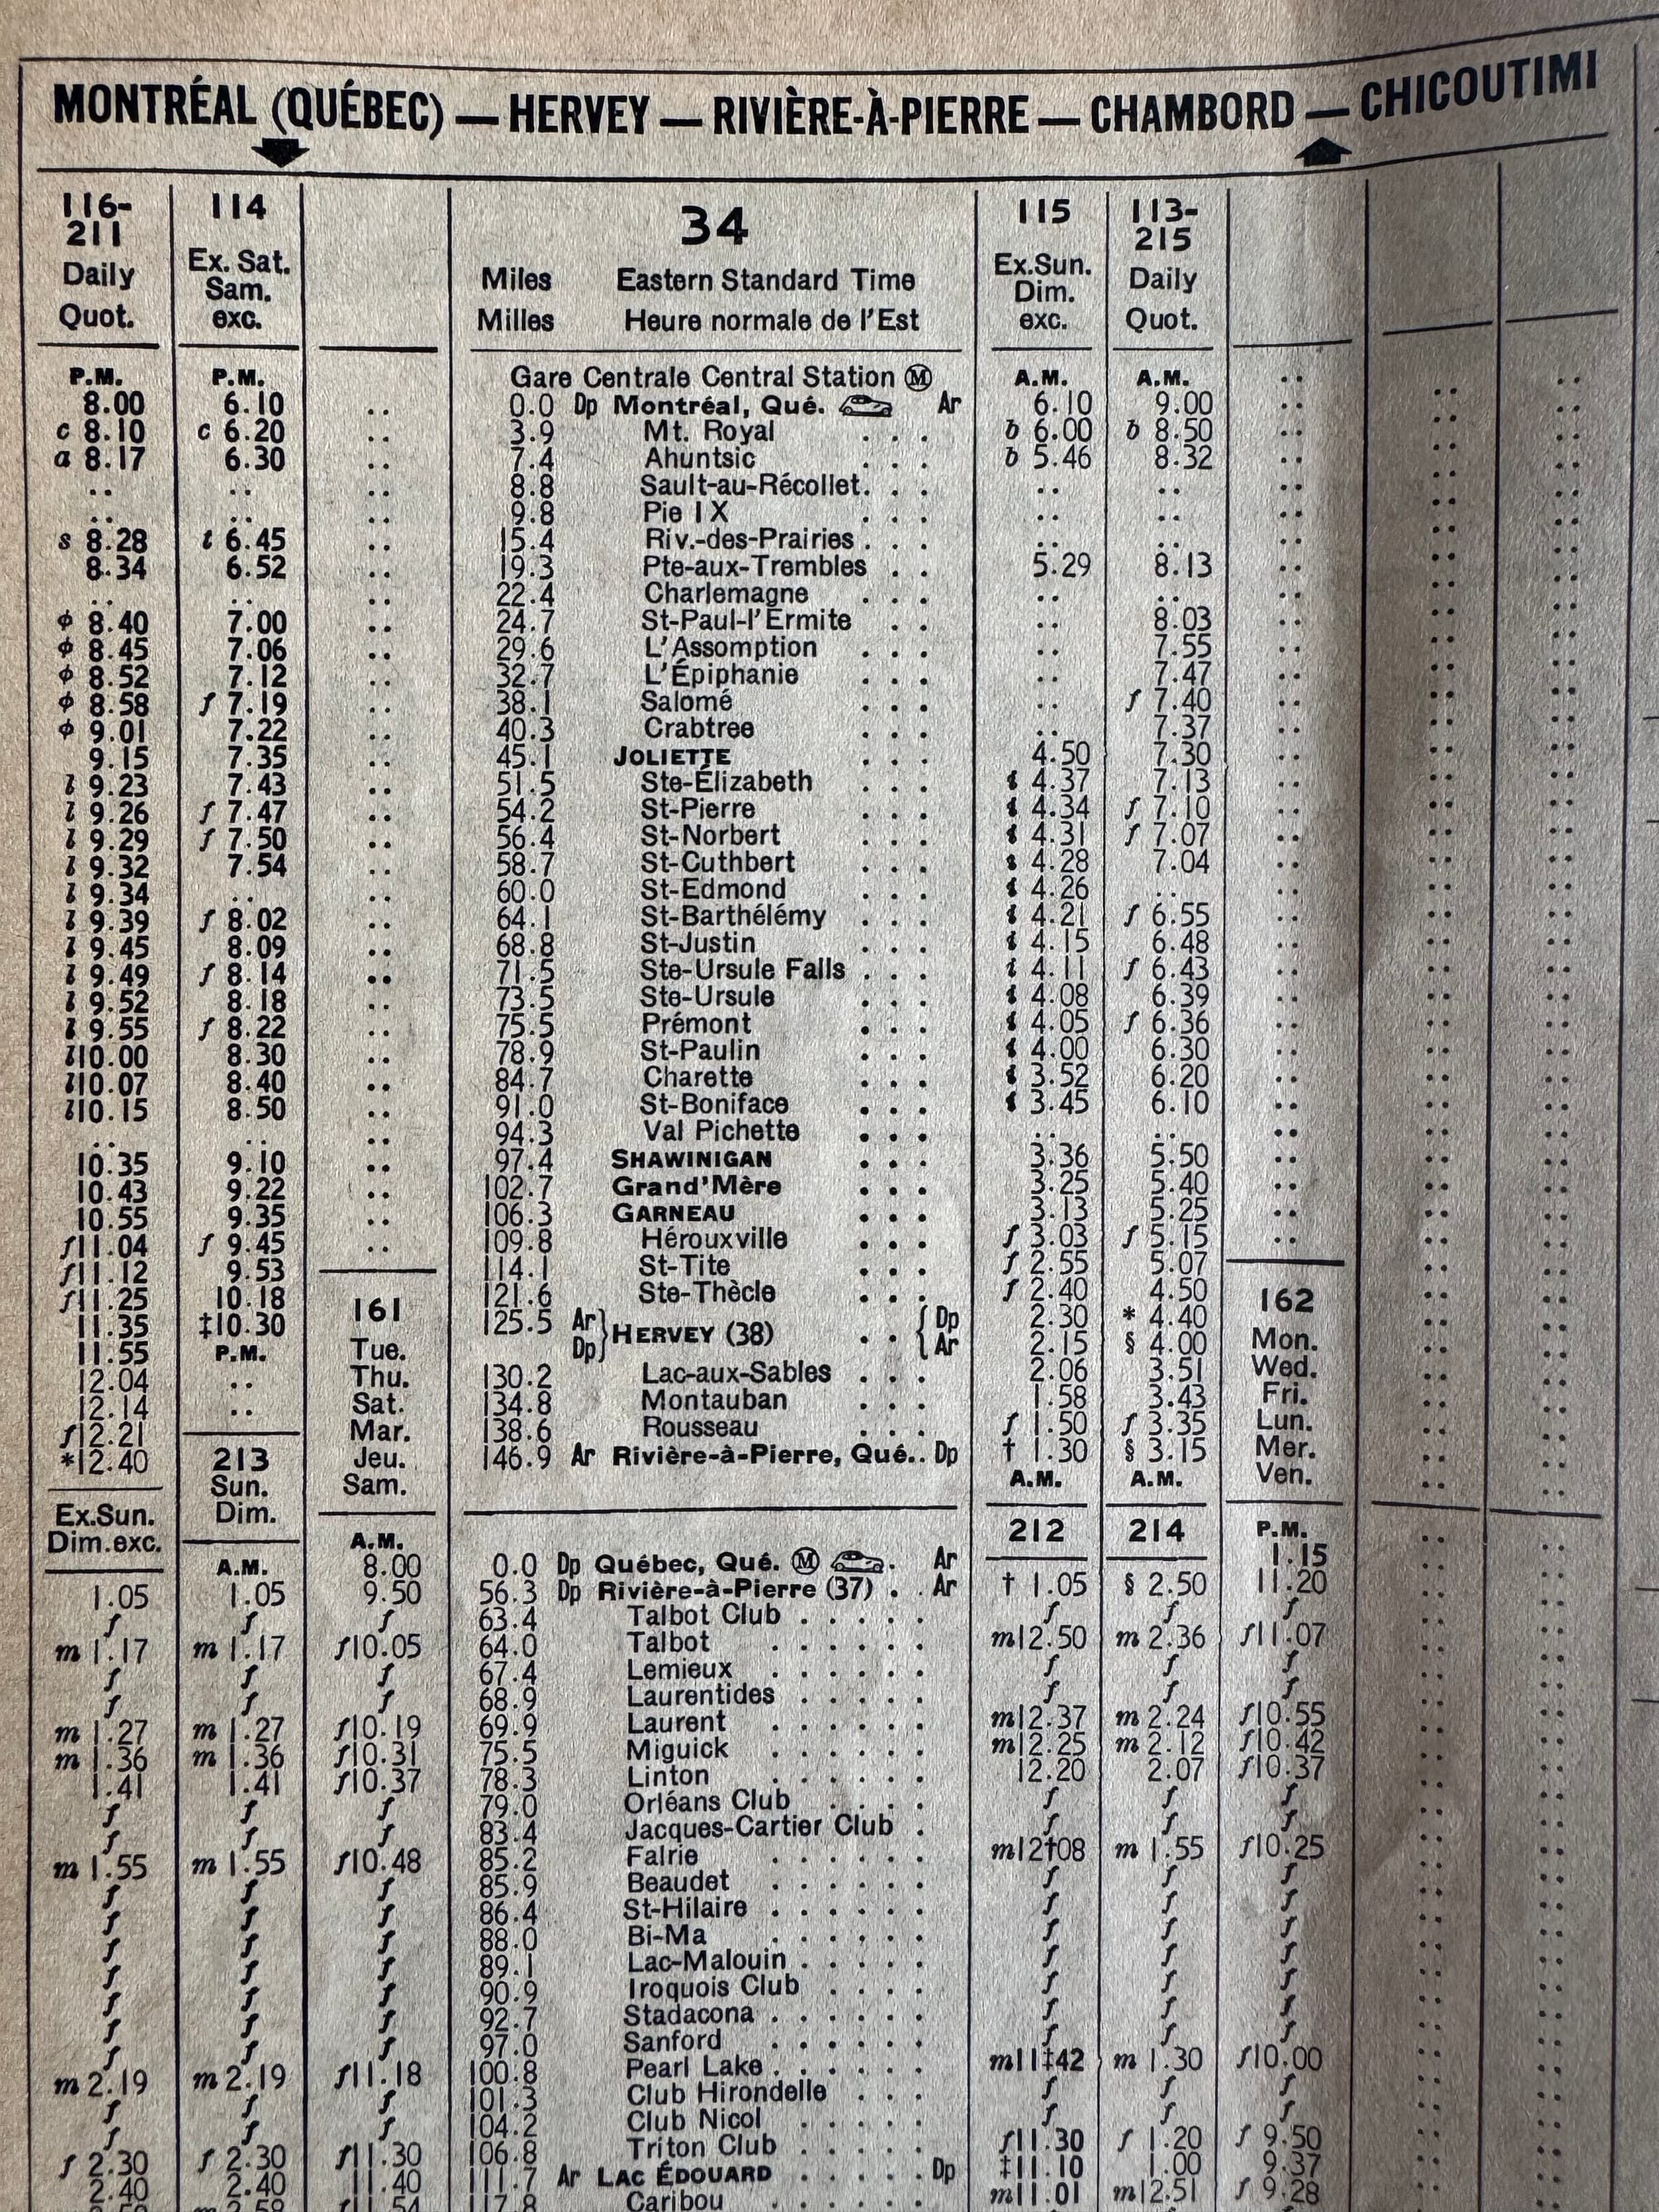 MONTRÉAL (QUÉBEC) — HERVEY — RIVIÈRE-À-PIERRE — CHAMBORD — CHICOUTIMI
116-211 114 34 115 113-215
Daily Ex. Sat. Miles Eastern Standard Time Ex.Sun. Daily
Quot. Sam. exc. Milles Heure normale de l'Est Dim. exc. Quot.
P.M. P.M. Gare Centrale Central Station Ⓜ A.M. A.M.
8.00 6.10 .. 0.0 Dp Montréal, Qué. Ar 6.10 9.00 ..
c 8.10 c 6.20 .. 3.9 Mt. Royal . . . b 6.00 b 8.50 ..
a 8.17 6.30 .. 7.4 Ahuntsic . . . b 5.46 8.32 ..
.. .. .. 8.8 Sault-au-Récollet. . . .. .. ..
.. .. .. 9.8 Pie IX . . . .. .. ..
s 8.28 t 6.45 .. 15.4 Riv.-des-Prairies . . . .. .. ..
8.34 6.52 .. 19.3 Pte-aux-Trembles . . 5.29 8.13 ..
.. .. .. 22.4 Charlemagne . . . .. .. ..
ϕ 8.40 7.00 .. 24.7 St-Paul-l'Ermite . . .. 8.03 ..
ϕ 8.45 7.06 .. 29.6 L'Assomption . . . .. 7.55 ..
ϕ 8.52 7.12 .. 32.7 L'Épiphanie . . . .. 7.47 ..
ϕ 8.58 f 7.19 .. 38.1 Salomé . . . .. f 7.40 ..
ϕ 9.01 7.22 .. 40.3 Crabtree . . . .. 7.37 ..
9.15 7.35 .. 45.1 JOLIETTE . . . 4.50 7.30 ..
l 9.23 7.43 .. 51.5 Ste-Élizabeth . . . i 4.37 7.13 ..
l 9.26 f 7.47 .. 54.2 St-Pierre . . . i 4.34 f 7.10 ..
l 9.29 f 7.50 .. 56.4 St-Norbert . . . i 4.31 f 7.07 ..
l 9.32 7.54 .. 58.7 St-Cuthbert . . . i 4.28 7.04 ..
l 9.34 .. .. 60.0 St-Edmond . . . i 4.26 .. ..
l 9.39 f 8.02 .. 64.1 St-Barthélémy . . . i 4.21 f 6.55 ..
l 9.45 8.09 .. 68.8 St-Justin . . . i 4.15 6.48 ..
l 9.49 f 8.14 .. 71.5 Ste-Ursule Falls . . . i 4.11 f 6.43 ..
l 9.52 8.18 .. 73.5 Ste-Ursule . . . i 4.08 6.39 ..
l 9.55 f 8.22 .. 75.5 Prémont . . . i 4.05 f 6.36 ..
l10.00 8.30 .. 78.9 St-Paulin . . . i 4.00 6.30 ..
l10.07 8.40 .. 84.7 Charette . . . i 3.52 6.20 ..
l10.15 8.50 .. 91.0 St-Boniface . . . i 3.45 6.10 ..
.. .. .. 94.3 Val Pichette . . . .. .. ..
10.35 9.10 .. 97.4 SHAWINIGAN . . . 3.36 5.50 ..
10.43 9.22 .. 102.7 Grand'Mère . . . 3.25 5.40 ..
10.55 9.35 .. 106.3 GARNEAU . . . 3.13 5.25 ..
f11.04 f 9.45 .. 109.8 Hérouxville . . . f 3.03 f 5.15 ..
f11.12 9.53 114.1 St-Tite . . . f 2.55 5.07
f11.25 10.18 161 121.6 Ste-Thècle . . . f 2.40 4.50 162
11.35 ‡10.30 125.5 Ar HERVEY (38) . . Dp 2.30 * 4.40
11.55 P.M. Tue. Dp Ar 2.15 § 4.00 Mon.
12.04 .. Thu. 130.2 Lac-aux-Sables . . . 2.06 3.51 Wed.
12.14 .. Sat. 134.8 Montauban . . . 1.58 3.43 Fri.
f12.21 Mar. 138.6 Rousseau . . . f 1.50 f 3.35 Lun.
*12.40 213 Jeu. 146.9 Ar Rivière-à-Pierre, Qué.. Dp † 1.30 § 3.15 Mer.
Sun. Sam. A.M. A.M. Ven.
Ex.Sun. Dim.
Dim.exc. A.M. 212 214 P.M.
A.M. 8.00 0.0 Dp Québec, Qué. Ⓜ . Ar 1.15
1.05 1.05 9.50 56.3 Dp Rivière-à-Pierre (37) . . Ar † 1.05 § 2.50 11.20
f f f 63.4 Talbot Club . . . . . f f f
m 1.17 m 1.17 f10.05 64.0 Talbot . . . . . . m12.50 m 2.36 f11.07
f f f 67.4 Lemieux . . . . . f f f
f f f 68.9 Laurentides . . . . . f f f
m 1.27 m 1.27 f10.19 69.9 Laurent . . . . . m12.37 m 2.24 f10.55
m 1.36 m 1.36 f10.31 75.5 Miguick . . . . . m12.25 m 2.12 f10.42
1.41 1.41 f10.37 78.3 Linton . . . . . 12.20 2.07 f10.37
f f f 79.0 Orléans Club . . . . f f f
f f f 83.4 Jacques-Cartier Club . f f f
m 1.55 m 1.55 f10.48 85.2 Falrie . . . . . . m12†08 m 1.55 f10.25
f f f 85.9 Beaudet . . . . . f f f
f f f 86.4 St-Hilaire . . . . . . f f f
f f f 88.0 Bi-Ma . . . . . f f f
f f f 89.1 Lac-Malouin . . . . . f f f
f f f 90.9 Iroquois Club . . . . f f f
f f f 92.7 Stadacona . . . . . . f f f
f f f 97.0 Sanford . . . . . . f f f
m 2.19 m 2.19 f11.18 100.8 Pearl Lake . . . . . . m11‡42 m 1.30 f10.00
f f f 101.3 Club Hirondelle . . . f f f
f f f 104.2 Club Nicol . . . . . f f f
f 2.30 f 2.30 f11.30 106.8 Triton Club . . . . . f11.30 f 1.20 f 9.50
2.40 2.40 11.40 111.7 Ar LAC ÉDOUARD . . . . . Dp ‡11.10 1.00 9.37
117.8 Caribou m11.01 m12.51 f 9.28